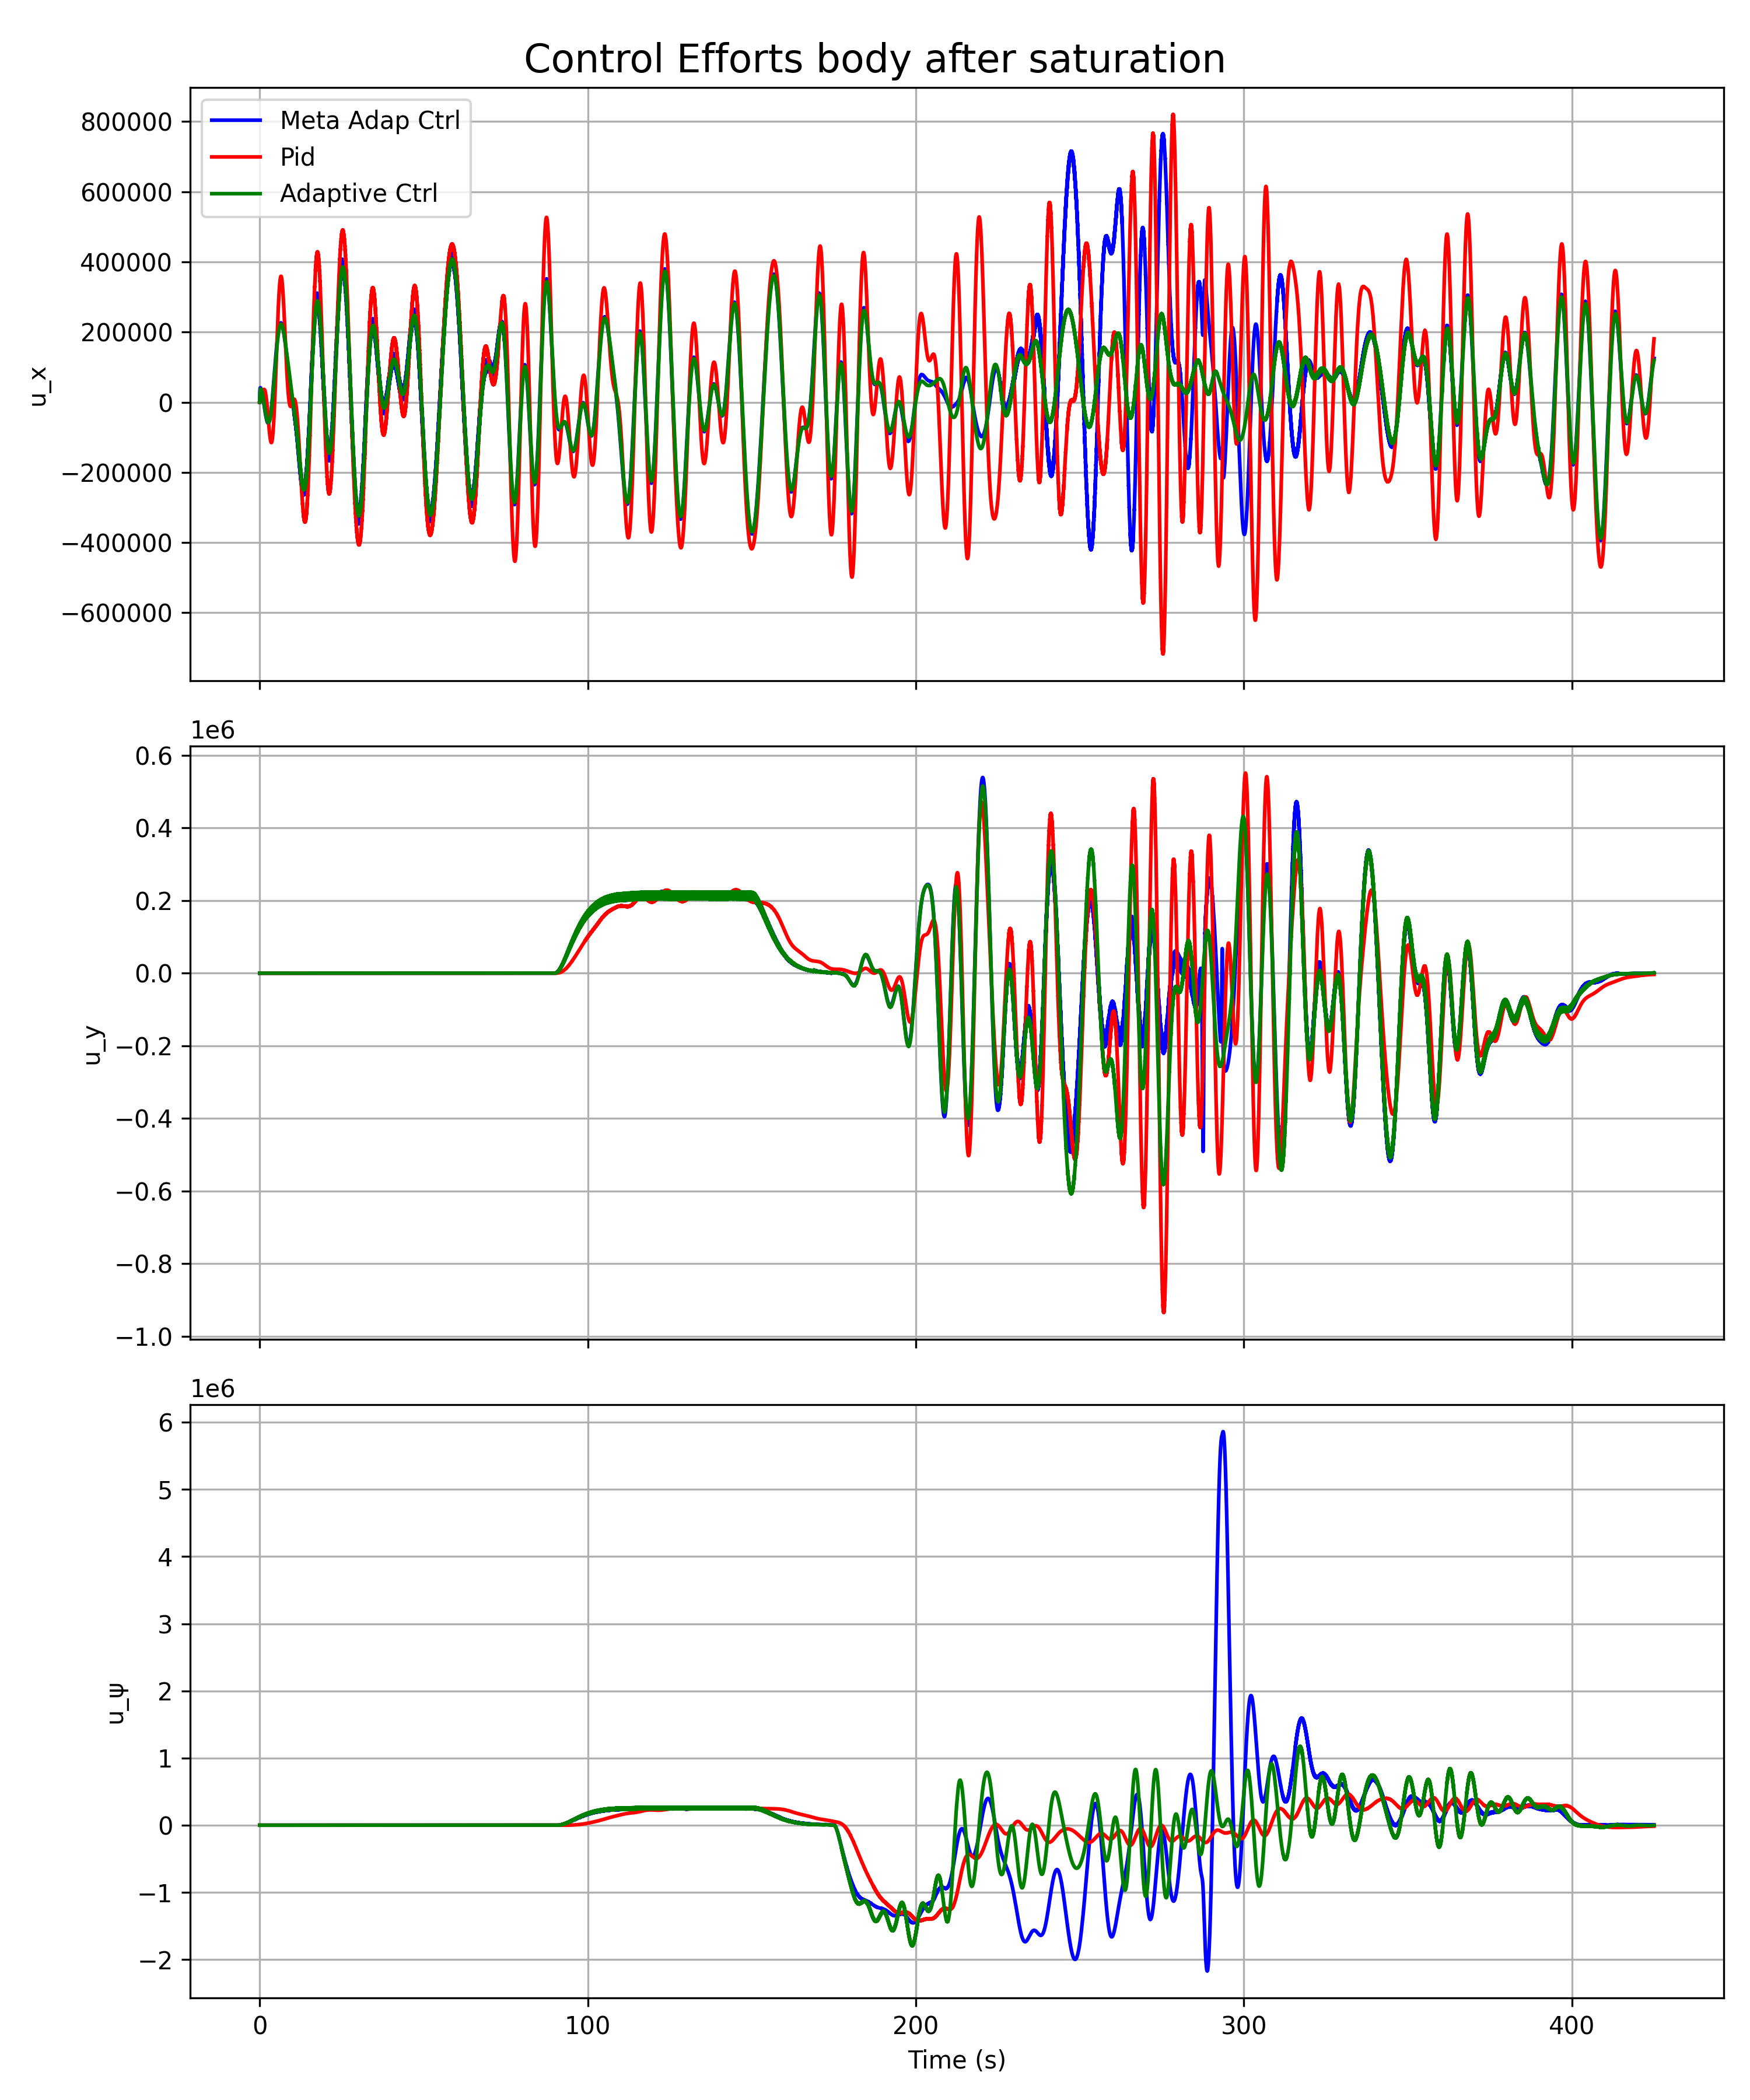 Control Efforts body after saturation
Meta Adap Ctrl
Pid
Adaptive Ctrl
800000
600000
400000
200000
0
−200000
−400000
−600000
u_x
1e6
0.6
0.4
0.2
0.0
−0.2
−0.4
−0.6
−0.8
−1.0
u_y
1e6
6
5
4
3
2
1
0
−1
−2
u_ψ
0 100 200 300 400
Time (s)